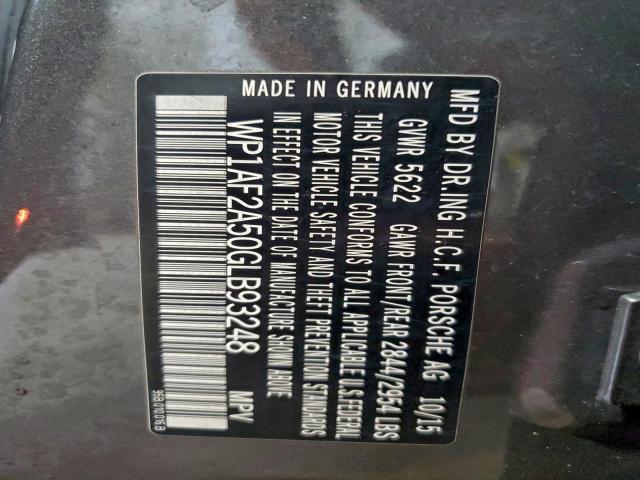 MFD BY DR.ING H.C.F. PORSCHE AG 10/15
GVWR 5622 GAWR FRONT/REAR 2844/2954 LBS
THIS VEHICLE CONFORMS TO ALL APPLICABLE U.S. FEDERAL
MOTOR VEHICLE SAFETY AND THEFT PREVENTION STANDARDS
IN EFFECT ON THE DATE OF MANUFACTURE SHOWN ABOVE
WP1AF2A50GLB93248 MPV
MADE IN GERMANY